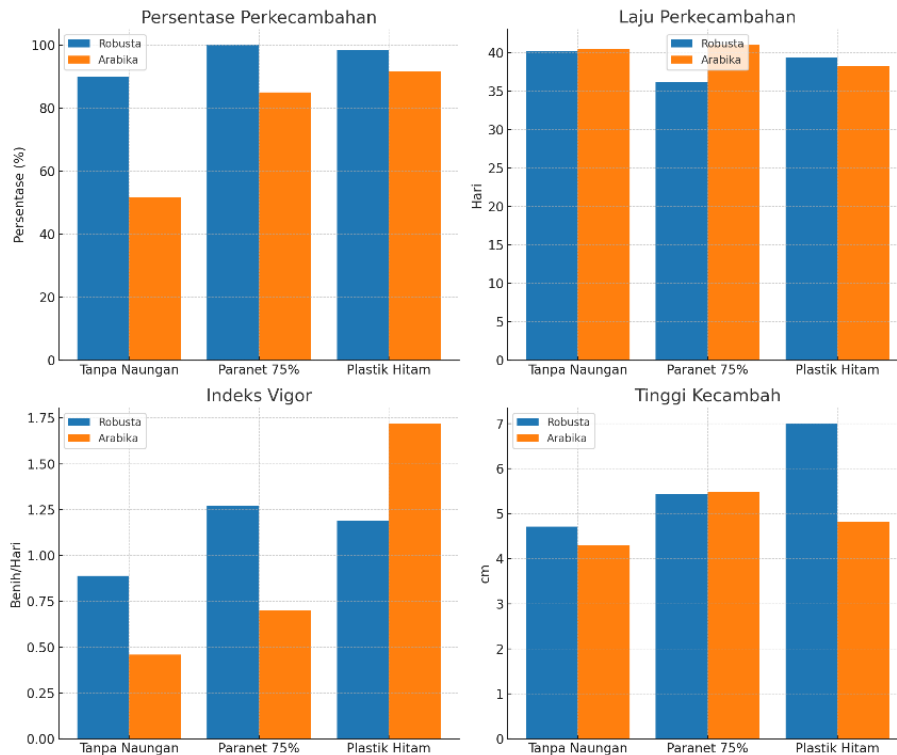 Persentase Perkecambahan
Persentase (%)
100
80
60
40
20
0
Robusta
Arabika
Tanpa Naungan
Paranet 75%
Plastik Hitam
Laju Perkecambahan
Hari
40
35
30
25
20
15
10
5
0
Robusta
Arabika
Tanpa Naungan
Paranet 75%
Plastik Hitam
Indeks Vigor
Benih/Hari
1.75
1.50
1.25
1.00
0.75
0.50
0.25
0.00
Robusta
Arabika
Tanpa Naungan
Paranet 75%
Plastik Hitam
Tinggi Kecambah
cm
7
6
5
4
3
2
1
0
Robusta
Arabika
Tanpa Naungan
Paranet 75%
Plastik Hitam